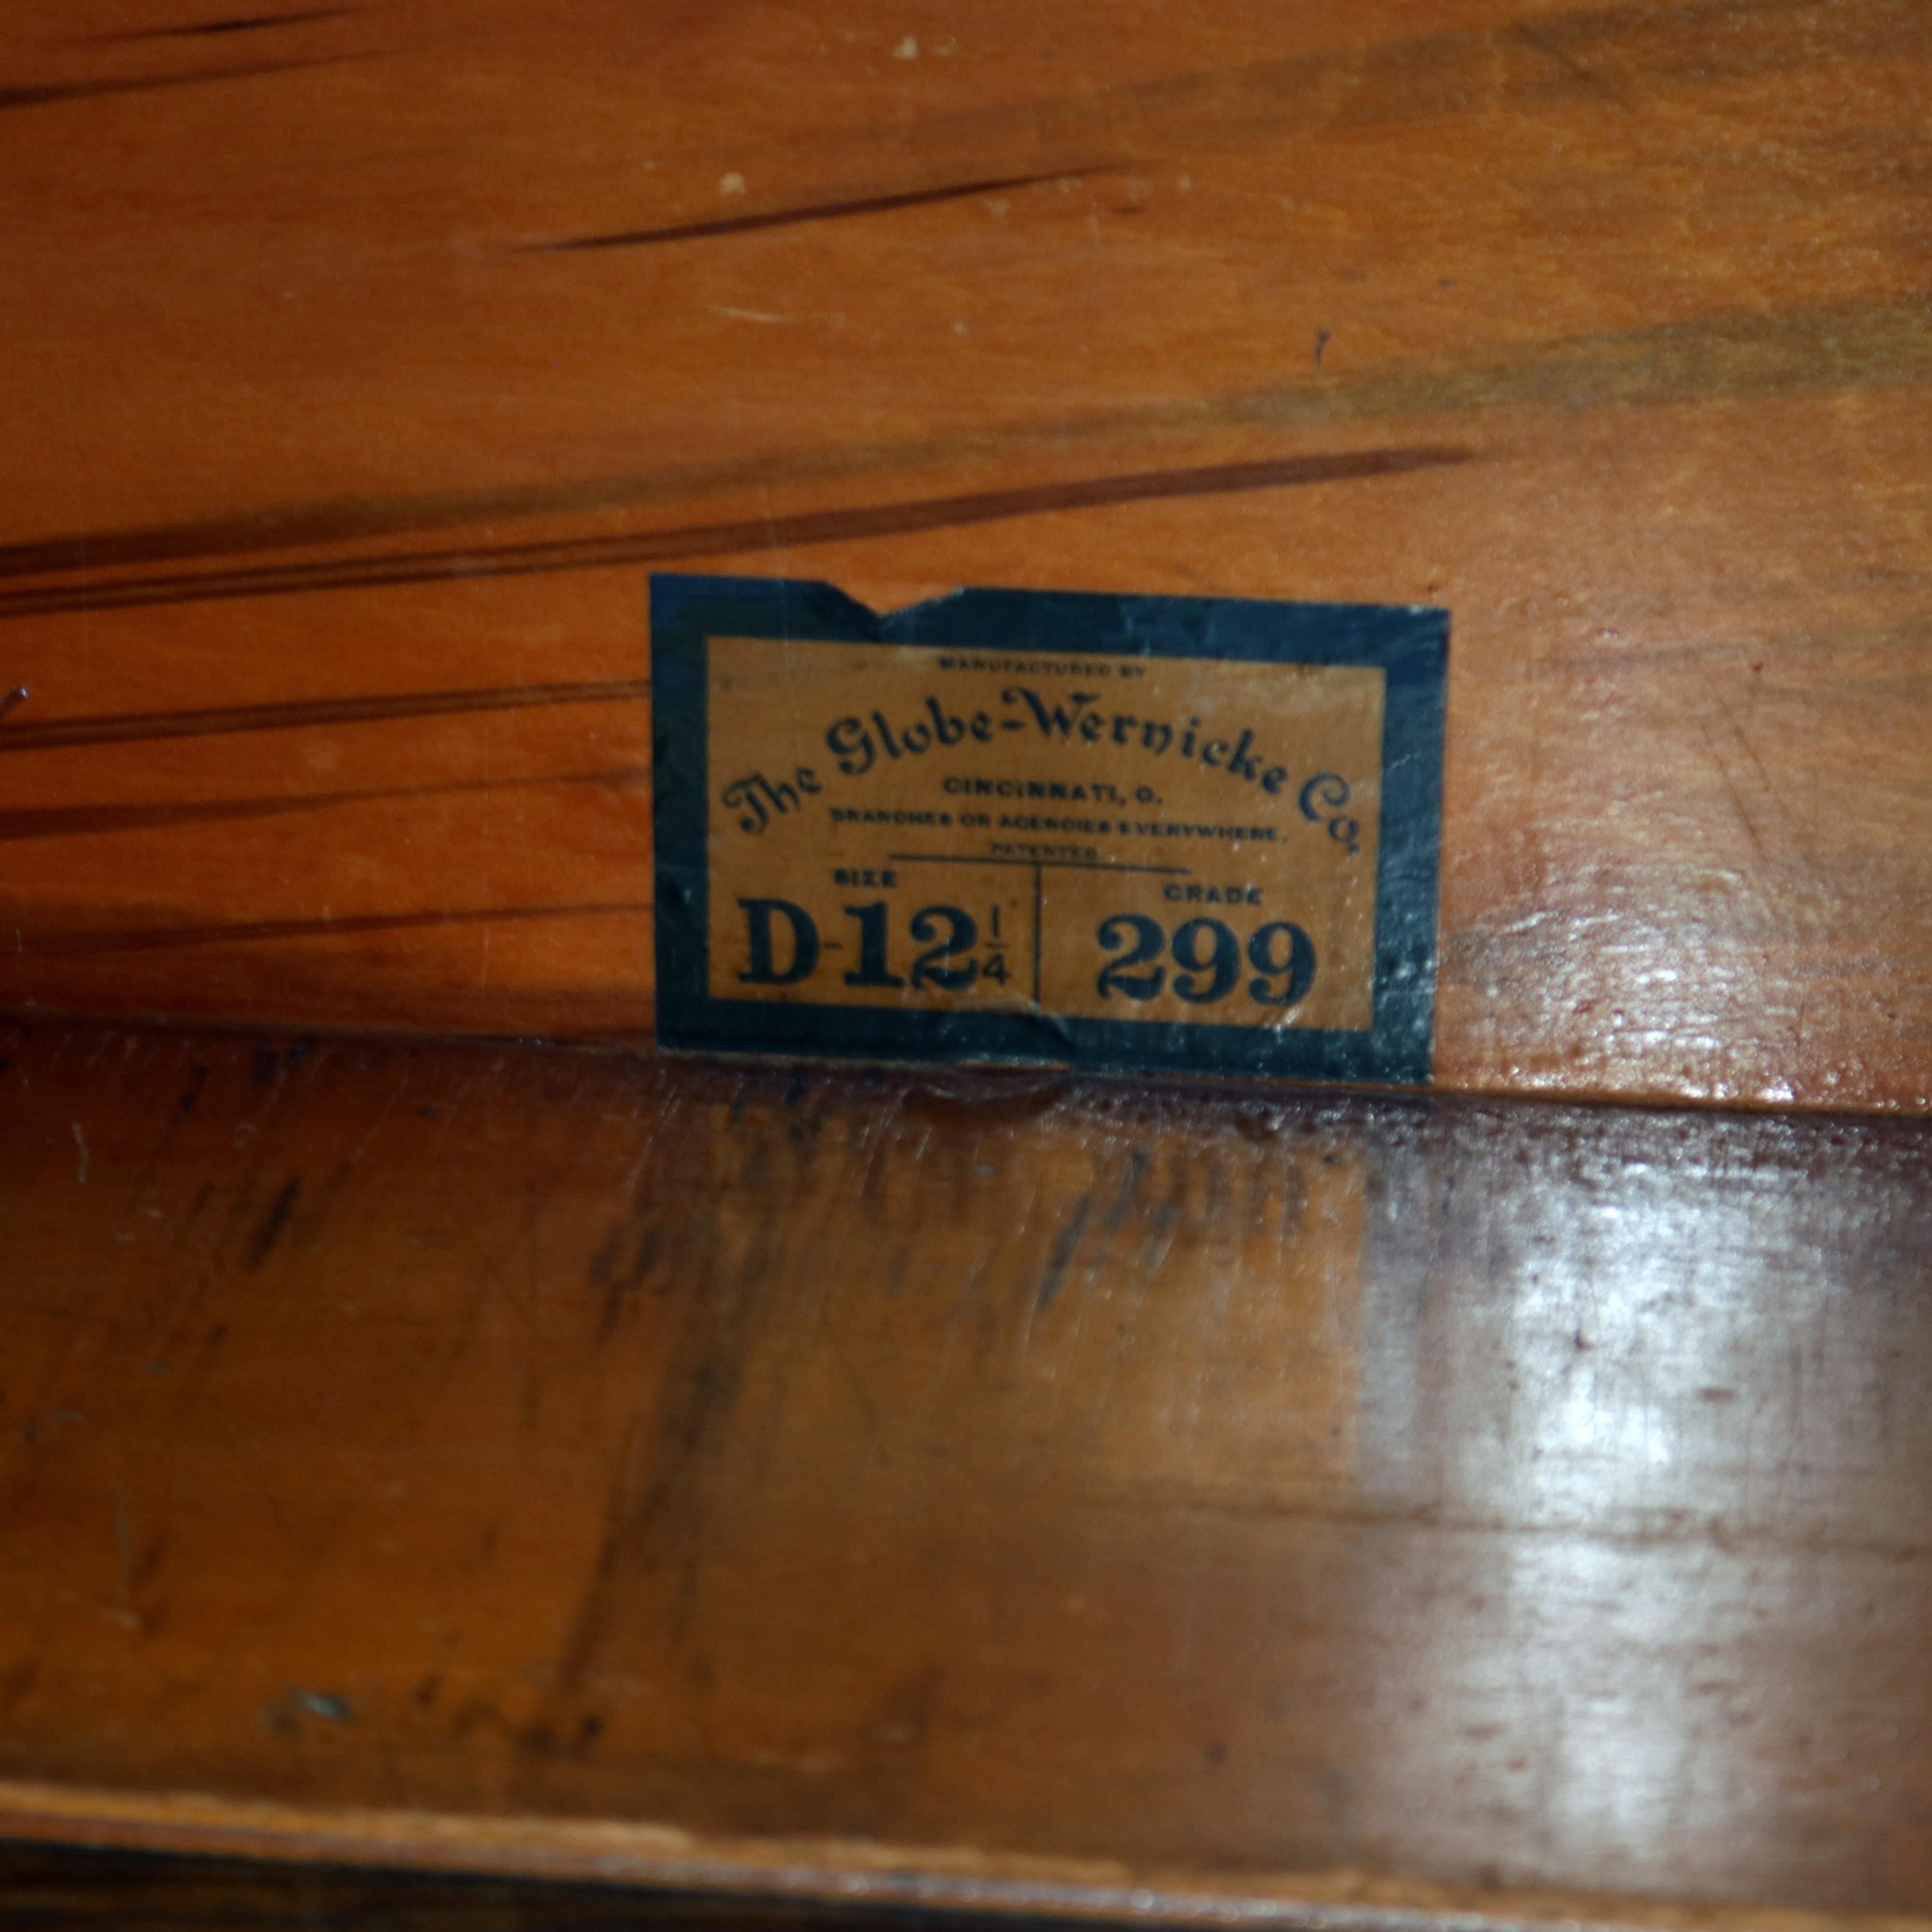 MANUFACTURED BY
The Globe-Wernicke Co.
CINCINNATI, O.
BRANCHES OR AGENCIES EVERYWHERE.
PATENTED
SIZE GRADE
D-12 1/4 299